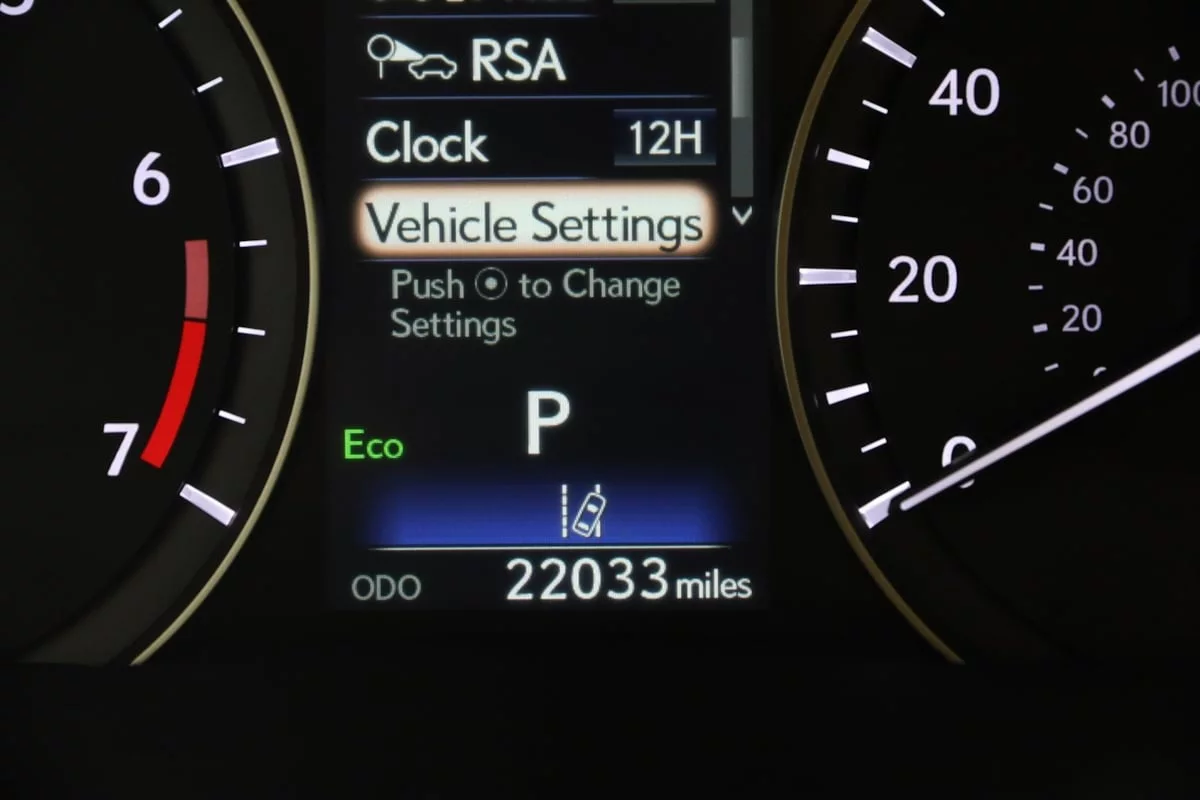 RSA
Clock 12H
Vehicle Settings
Push to Change
Settings
P
Eco
ODO 22033 miles
6
7
40
20
0
100
80
60
40
20